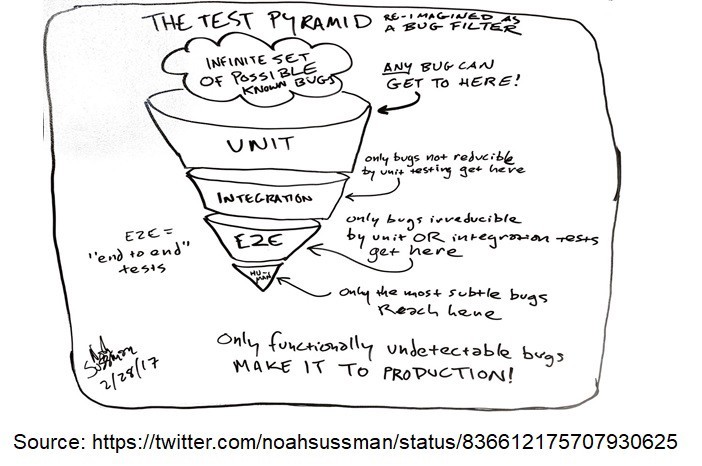 THE TEST PYRAMID RE-IMAGINED AS
A BUG FILTER
INFINITE SET
OF POSSIBLE
KNOWN BUGS
ANY BUG CAN
GET TO HERE!
UNIT
only bugs not reducible
by unit testing get here
INTEGRATION
only bugs irreducible
by unit OR integration tests
get here
E2E
E2E =
"end to end"
tests
HU-
MAN
only the most subtle bugs
Reach here
Only functionally undetectable bugs
MAKE IT TO PRODUCTION!
Noah
Sussman
2/28/17
Source: https://twitter.com/noahsussman/status/836612175707930625